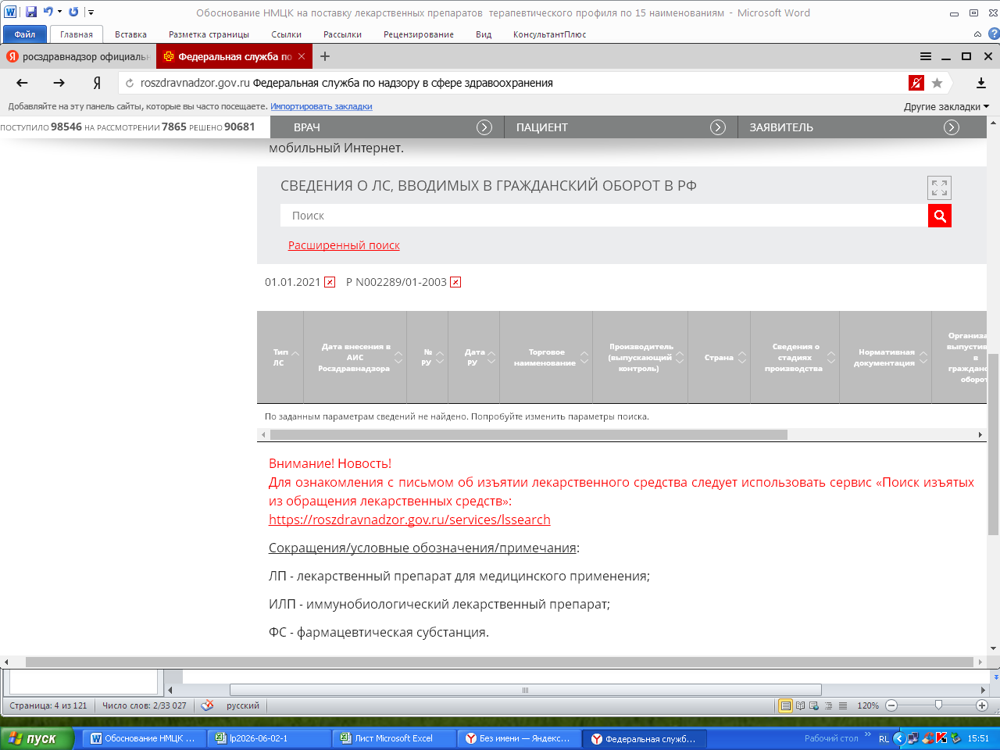 Обоснование НМЦК на поставку лекарственных препаратов терапевтического профиля по 15 наименованиям - Microsoft Word
Файл Главная Вставка Разметка страницы Ссылки Рассылки Рецензирование Вид КонсультантПлюс
росздравнадзор официальн Федеральная служба по
roszdravnadzor.gov.ru Федеральная служба по надзору в сфере здравоохранения
Добавляйте на эту панель сайты, которые вы часто посещаете. Импортировать закладки Другие закладки
ПОСТУПИЛО 98546 НА РАССМОТРЕНИИ 7865 РЕШЕНО 90681 ВРАЧ ПАЦИЕНТ ЗАЯВИТЕЛЬ
мобильный Интернет.
СВЕДЕНИЯ О ЛС, ВВОДИМЫХ В ГРАЖДАНСКИЙ ОБОРОТ В РФ
Поиск
Расширенный поиск
01.01.2021 Р N002289/01-2003
Тип ЛС
Дата внесения в АИС Росздравнадзора
№ РУ
Дата РУ
Торговое наименование
Производитель (выпускающий контроль)
Страна
Сведения о стадиях производства
Нормативная документация
Организа выпустив в граждано оборот
По заданным параметрам сведений не найдено. Попробуйте изменить параметры поиска.
Внимание! Новость!
Для ознакомления с письмом об изъятии лекарственного средства следует использовать сервис «Поиск изъятых
из обращения лекарственных средств»:
https://roszdravnadzor.gov.ru/services/lssearch
Сокращения/условные обозначения/примечания:
ЛП - лекарственный препарат для медицинского применения;
ИЛП - иммунобиологический лекарственный препарат;
ФС - фармацевтическая субстанция.
Страница: 4 из 121 Число слов: 2/33 027 русский 120%
пуск Обоснование НМЦК ... lp2026-06-02-1 Лист Microsoft Excel Без имени — Яндекс... Федеральная служб... Рабочий стол RL 15:51